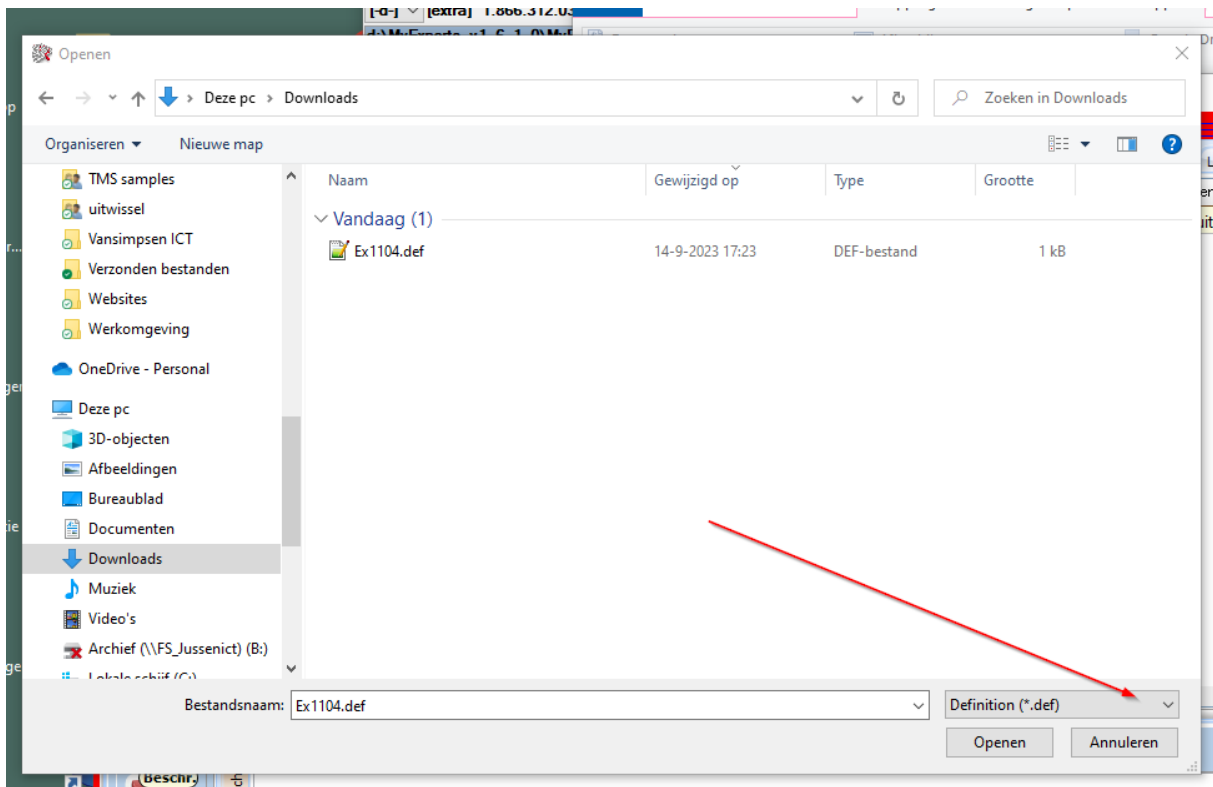 [-d-] [extra] 1.866.312.03
Openen
Deze pc > Downloads
Zoeken in Downloads
Organiseren Nieuwe map
Naam Gewijzigd op Type Grootte
Vandaag (1)
Ex1104.def 14-9-2023 17:23 DEF-bestand 1 kB
TMS samples
uitwissel
Vansimpsen ICT
Verzonden bestanden
Websites
Werkomgeving
OneDrive - Personal
Deze pc
3D-objecten
Afbeeldingen
Bureaublad
Documenten
Downloads
Muziek
Video's
Archief (\\FS_Jussenict) (B:)
Lokale schijf (C:)
Bestandsnaam: Ex1104.def Definition (*.def)
Openen Annuleren
(Beschr.)